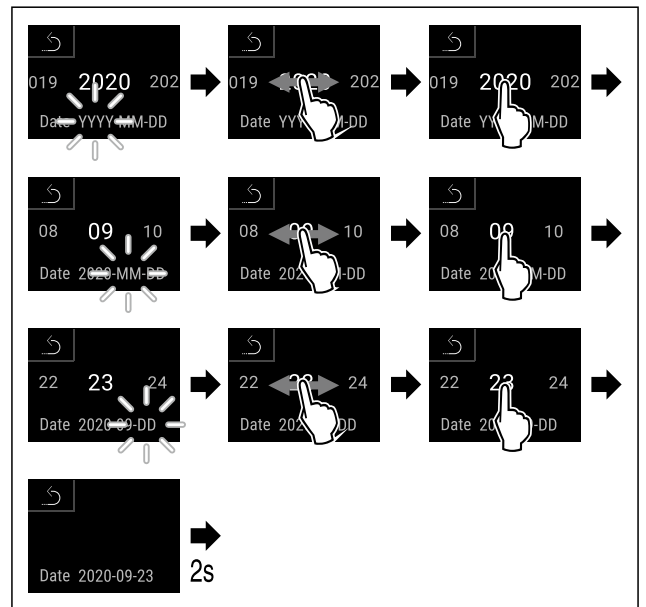 019 2020 202
Date YYYY-MM-DD
019 202
Date
019 2020 202
Date
08 09 10
Date 2020-MM-DD
08 10
Date
08 09 10
Date
22 23 24
Date 2020-09-DD
22 24
Date
22 23 24
Date
Date 2020-09-23
2s